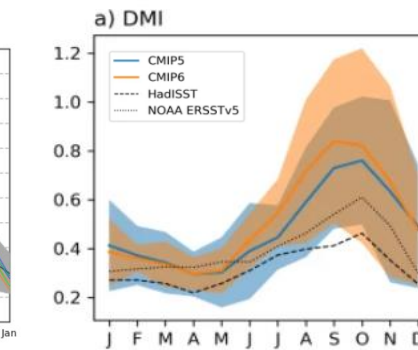 a) DMI
1.2
CMIP5
CMIP6
HadISST
NOAA ERSSTv5
1.0
0.8
0.6
0.4
0.2
Jan
J F M A M J J A S O N D